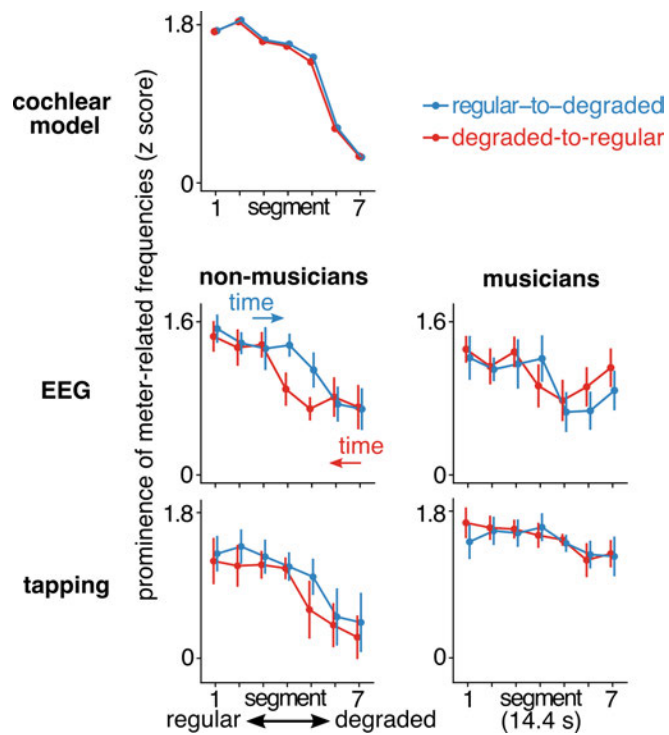 prominence of meter-related frequencies (z score)
cochlear
model
1.8
0
1 segment 7
regular–to–degraded
degraded-to-regular
non-musicians
musicians
EEG
1.6
0
time
time
1.6
0
tapping
1.8
0
1 segment 7
regular degraded
1.8
0
1 segment 7
(14.4 s)